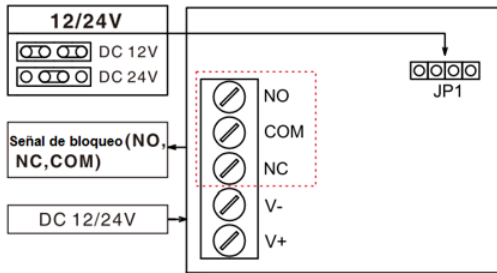 12/24V
DC 12V
DC 24V
JP1
NO
COM
NC
V-
V+
Señal de bloqueo (NO,
NC,COM)
DC 12/24V